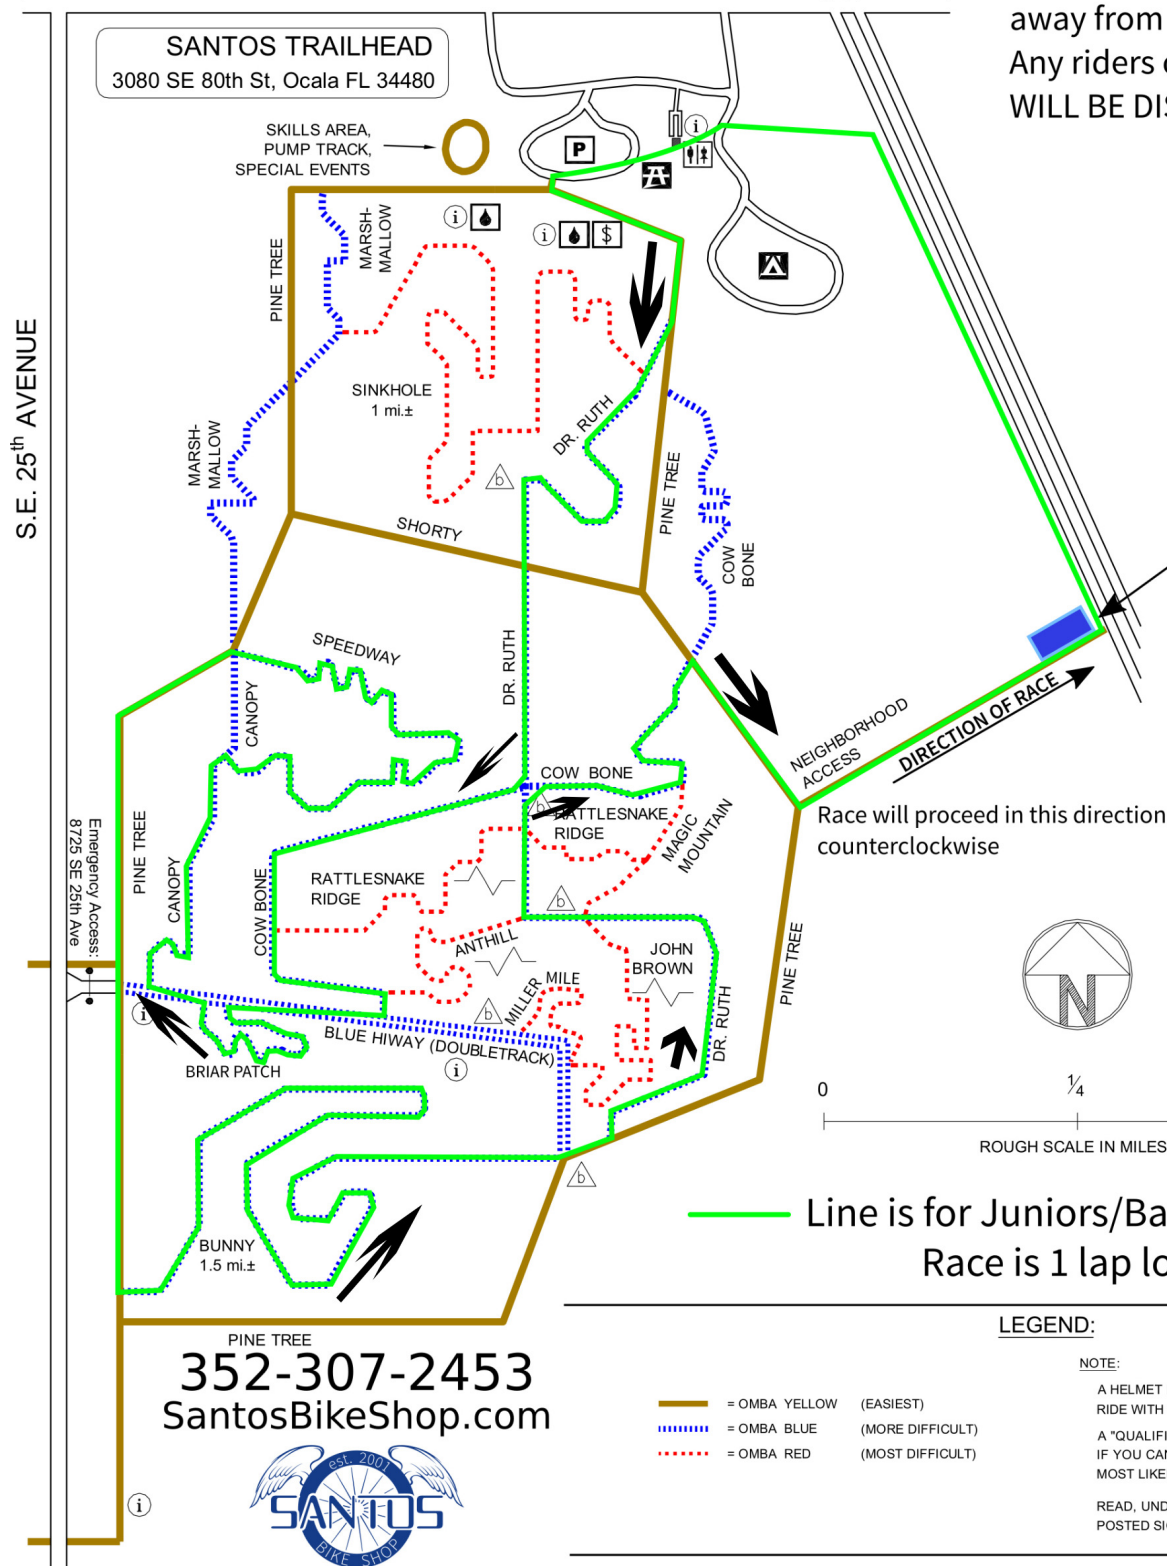 away from
Any riders
WILL BE DIS
SANTOS TRAILHEAD
3080 SE 80th St, Ocala FL 34480
SKILLS AREA,
PUMP TRACK,
SPECIAL EVENTS
P
i
i
i
$
MARSH-
MALLOW
PINE TREE
S.E. 25th AVENUE
SINKHOLE
1 mi.±
DR. RUTH
MARSH-
MALLOW
b
PINE TREE
SHORTY
COW
BONE
SPEEDWAY
DR. RUTH
CANOPY
NEIGHBORHOOD
ACCESS
DIRECTION OF RACE
COW BONE
b
RATTLESNAKE
RIDGE
MAGIC
MOUNTAIN
Race will proceed in this direction
counterclockwise
Emergency Access:
8725 SE 25th Ave
PINE TREE
CANOPY
COW BONE
RATTLESNAKE
RIDGE
b
ANTHILL
JOHN
BROWN
PINE TREE
N
MILLER MILE
b
DR. RUTH
i
BLUE HIWAY (DOUBLETRACK)
i
BRIAR PATCH
0
1/4
ROUGH SCALE IN MILES
b
BUNNY
1.5 mi.±
Line is for Juniors/Ba
Race is 1 lap lo
PINE TREE
352-307-2453
SantosBikeShop.com
est. 2001
SANTOS
BIKE SHOP
i
LEGEND:
= OMBA YELLOW (EASIEST)
= OMBA BLUE (MORE DIFFICULT)
= OMBA RED (MOST DIFFICULT)
NOTE:
A HELMET
RIDE WITH
A "QUALIFI
IF YOU CAN
MOST LIKE
READ, UND
POSTED SI